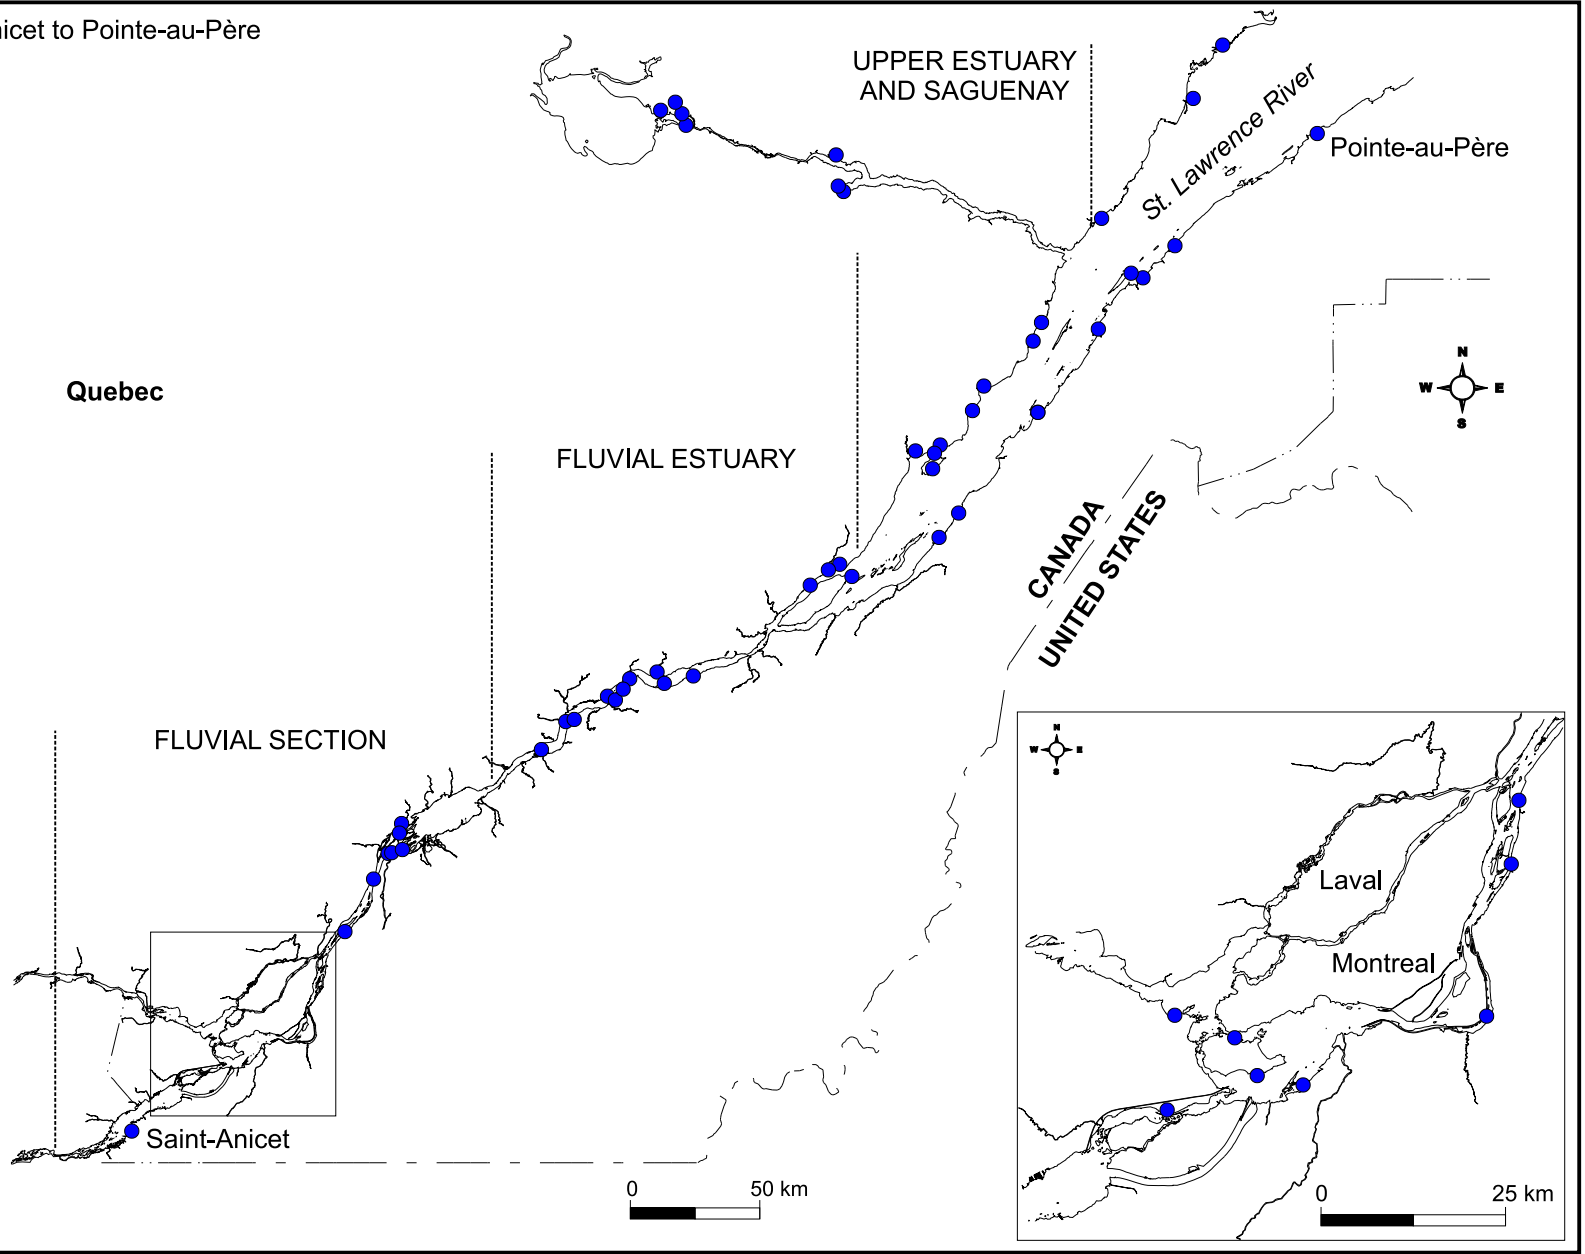 to Pointe-au-Père
UPPER ESTUARY
AND SAGUENAY
St. Lawrence River
Pointe-au-Père
Quebec
N
W E
S
FLUVIAL ESTUARY
CANADA
UNITED STATES
FLUVIAL SECTION
N
W E
S
Laval
Montreal
Saint-Anicet
0 50 km
0 25 km